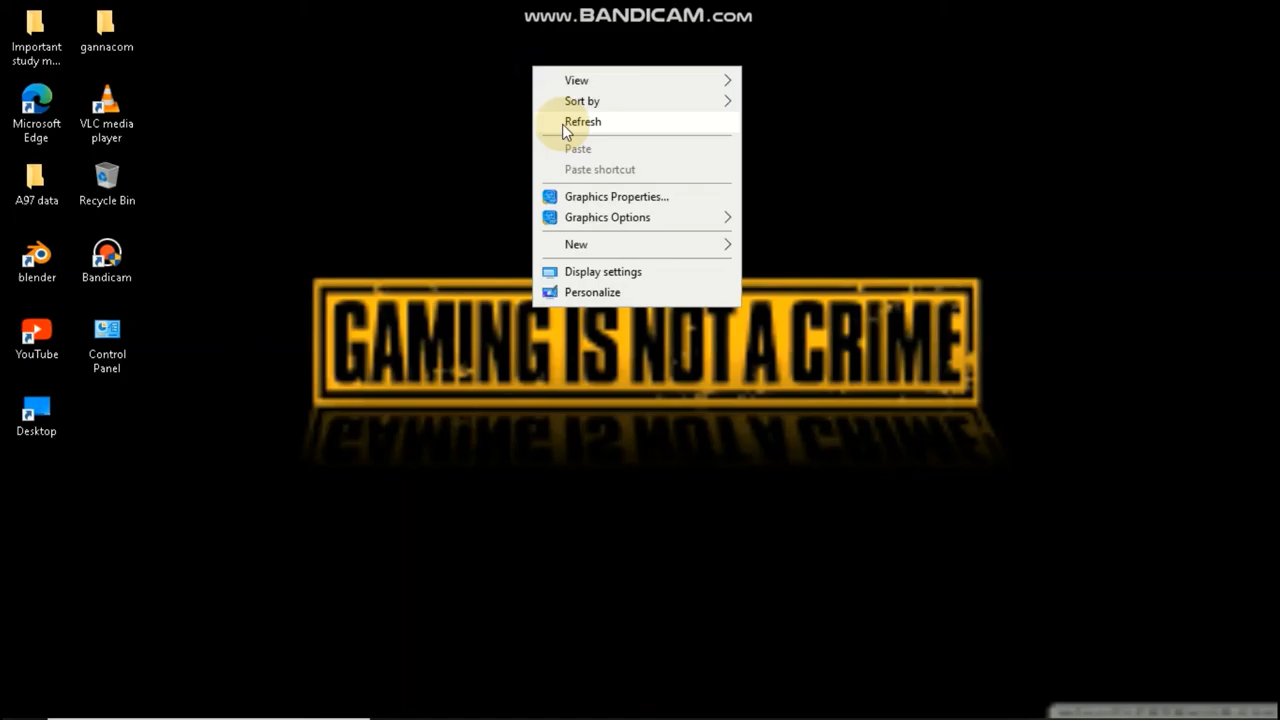 www.BANDICAM.com
Important
study m...
gannacom
Microsoft
Edge
VLC media
player
A97 data
Recycle Bin
blender
Bandicam
YouTube
Control
Panel
Desktop
View
Sort by
Refresh
Paste
Paste shortcut
Graphics Properties...
Graphics Options
New
Display settings
Personalize
GAMING IS NOT A CRIME